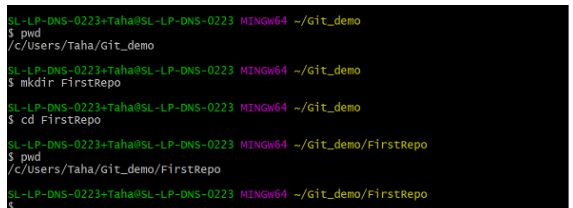 SL-LP-DNS-0223+Taha@SL-LP-DNS-0223 MINGW64 ~/Git_demo
$ pwd
/c/Users/Taha/Git_demo
SL-LP-DNS-0223+Taha@SL-LP-DNS-0223 MINGW64 ~/Git_demo
$ mkdir FirstRepo
SL-LP-DNS-0223+Taha@SL-LP-DNS-0223 MINGW64 ~/Git_demo
$ cd FirstRepo
SL-LP-DNS-0223+Taha@SL-LP-DNS-0223 MINGW64 ~/Git_demo/FirstRepo
$ pwd
/c/Users/Taha/Git_demo/FirstRepo
SL-LP-DNS-0223+Taha@SL-LP-DNS-0223 MINGW64 ~/Git_demo/FirstRepo
$